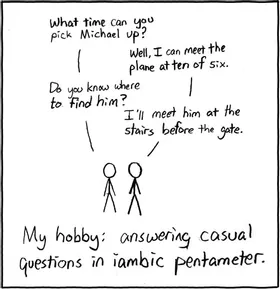 What time can you
pick Michael up?
Well, I can meet the
plane at ten of six.
Do you know where
to find him?
I'll meet him at the
stairs before the gate.
My hobby: answering casual
questions in iambic pentameter.